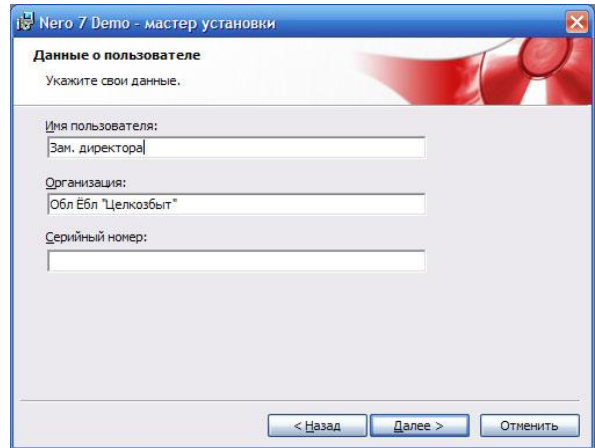 Nero 7 Demo - мастер установки
Данные о пользователе
Укажите свои данные.
Имя пользователя:
Зам. директора
Организация:
Обл Ёбл "Целкозбыт"
Серийный номер:
< Назад
Далее >
Отменить